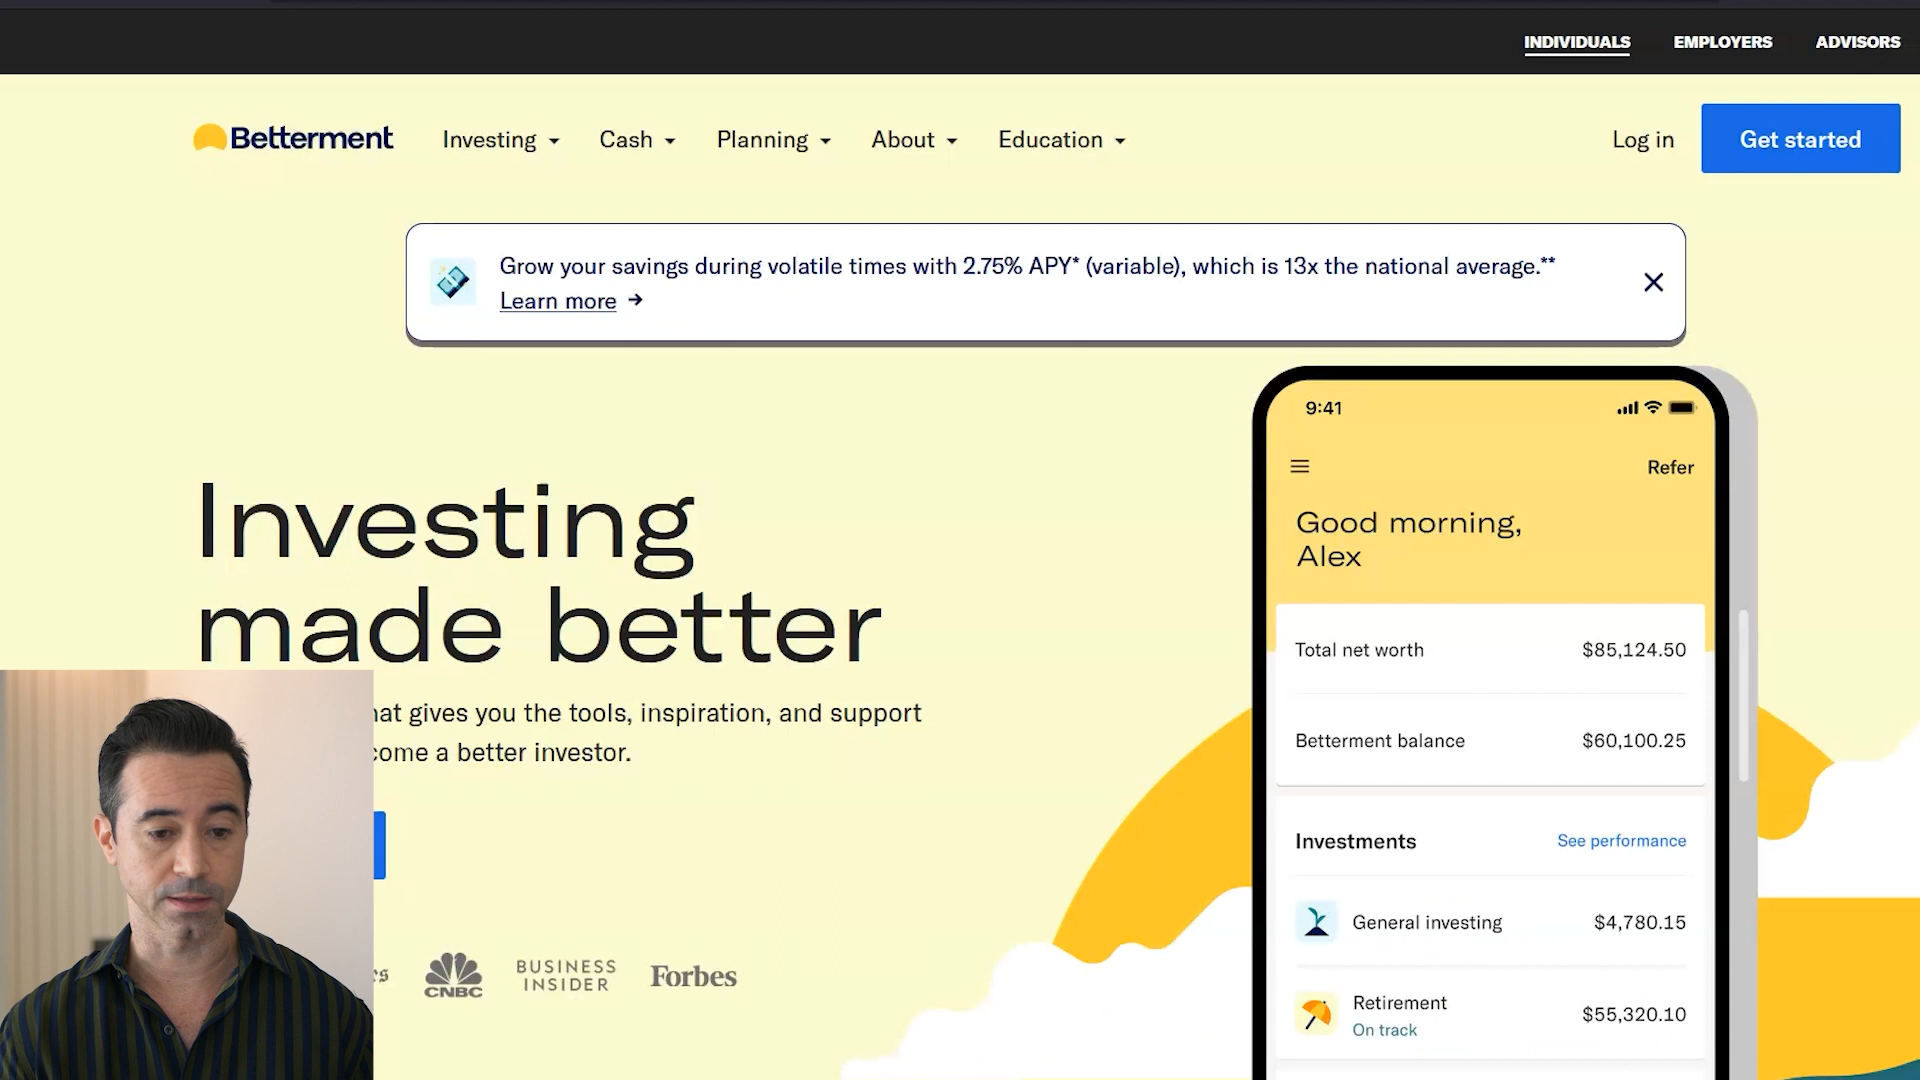 INDIVIDUALS EMPLOYERS ADVISORS
Betterment Investing Cash Planning About Education Log in Get started
Grow your savings during volatile times with 2.75% APY* (variable), which is 13x the national average.**
Learn more →
9:41
Refer
Good morning,
Alex
Investing
made better
Total net worth $85,124.50
gives you the tools, inspiration, and support
a better investor.
Betterment balance $60,100.25
Investments See performance
General investing $4,780.15
CNBC
BUSINESS
INSIDER
Forbes
Retirement $55,320.10
On track